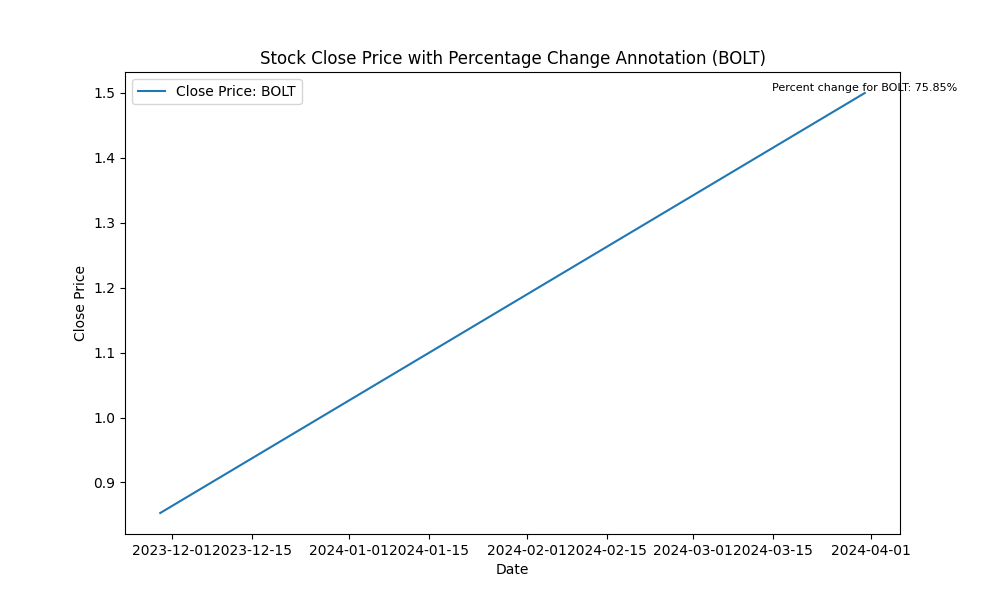 Stock Close Price with Percentage Change Annotation (BOLT)
Close Price: BOLT
Percent change for BOLT: 75.85%
1.5
1.4
1.3
1.2
1.1
1.0
0.9
Close Price
2023-12-01 2023-12-15 2024-01-01 2024-01-15 2024-02-01 2024-02-15 2024-03-01 2024-03-15 2024-04-01
Date